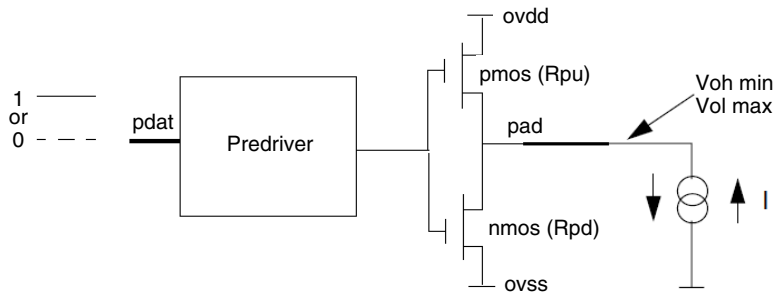 ovdd
pmos (Rpu)
Voh min
Vol max
1
or
0
pdat
Predriver
pad
I
nmos (Rpd)
ovss